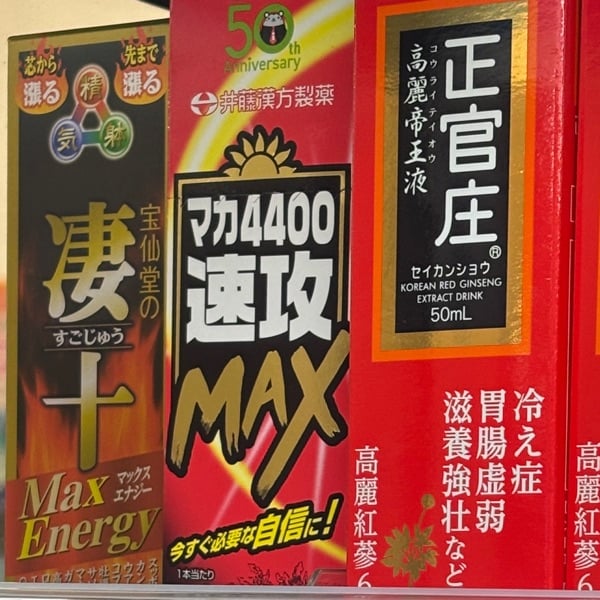 芯から
漲る
先まで
漲る
精
気
躰
宝仙堂の
凄十
すごじゅう
Max
Energy
マックス
エナジー
50th
Anniversary
井藤漢方製薬
マカ4400
速攻
MAX
今すぐ必要な自信に!
1本当たり
正官庄®
コウライテイオウ
高麗帝王液
セイカンショウ
KOREAN RED GINSENG
EXTRACT DRINK
50mL
冷え症
胃腸虚弱
滋養強壮など
高麗紅蔘6
高麗紅蔘6